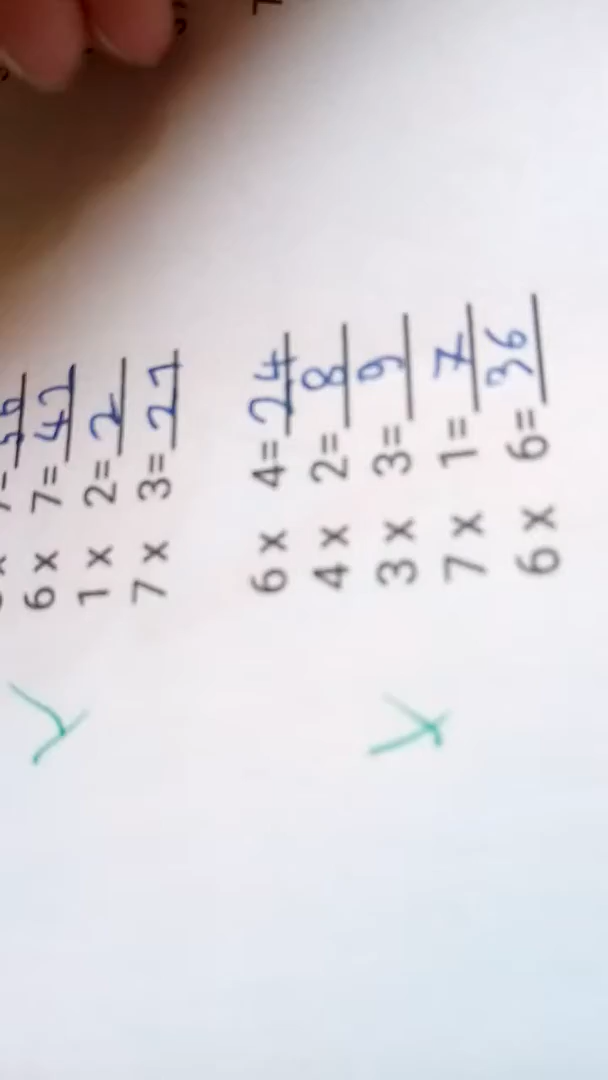 6 x 7= 42
1 x 2= 2
7 x 3= 21
6 x 4= 24
4 x 2= 8
3 x 3= 9
7 x 1= 7
6 x 6= 36